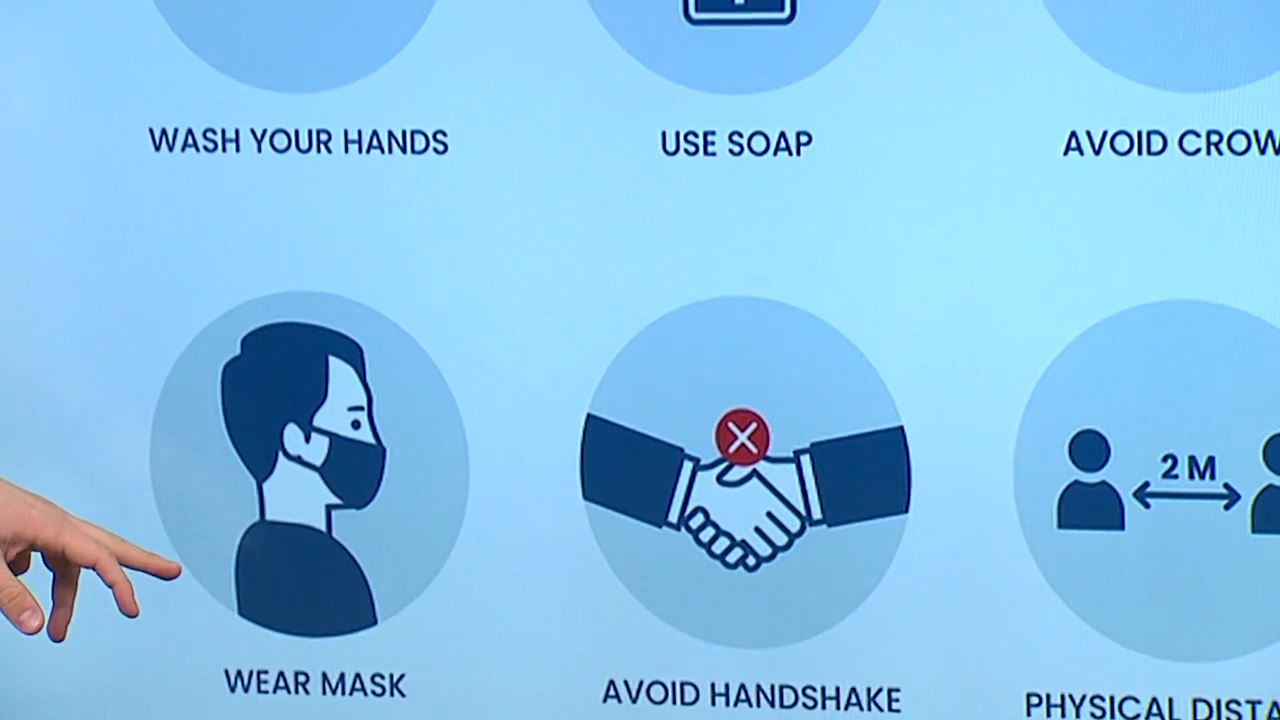 WASH YOUR HANDS
USE SOAP
AVOID CROW
2 M
WEAR MASK
AVOID HANDSHAKE
PHYSICAL DISTA